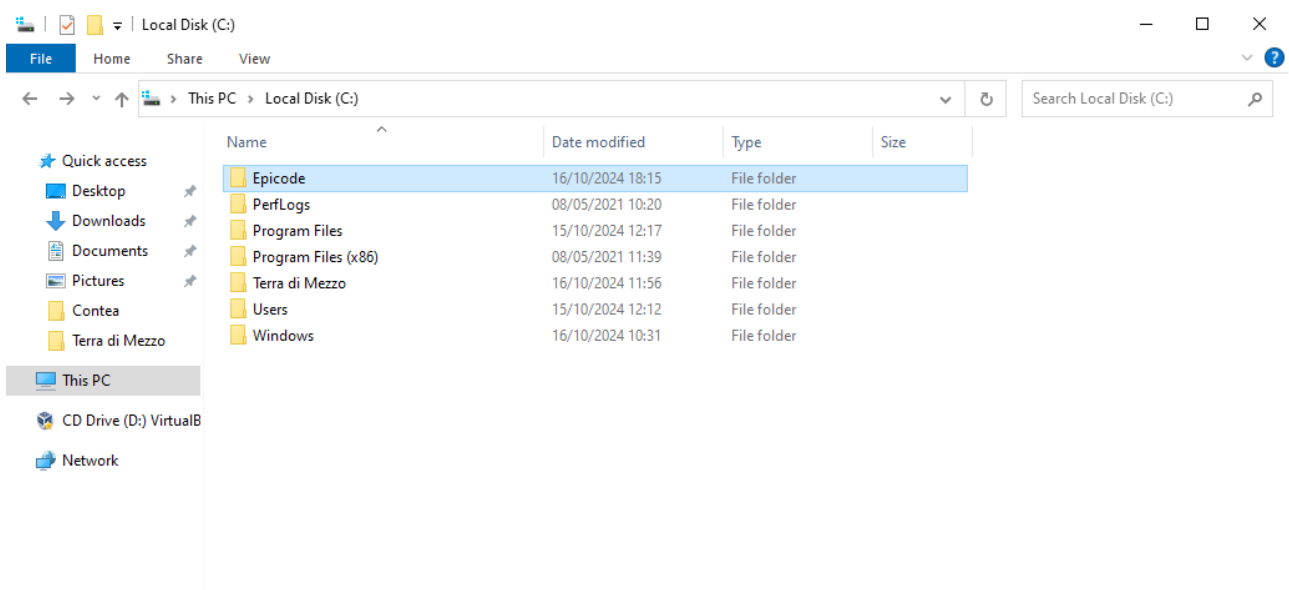 Local Disk (C:)
File Home Share View
This PC > Local Disk (C:) Search Local Disk (C:)
Quick access
Desktop
Downloads
Documents
Pictures
Contea
Terra di Mezzo
This PC
CD Drive (D:) VirtualB
Network
Name Date modified Type Size
Epicode 16/10/2024 18:15 File folder
PerfLogs 08/05/2021 10:20 File folder
Program Files 15/10/2024 12:17 File folder
Program Files (x86) 08/05/2021 11:39 File folder
Terra di Mezzo 16/10/2024 11:56 File folder
Users 15/10/2024 12:12 File folder
Windows 16/10/2024 10:31 File folder